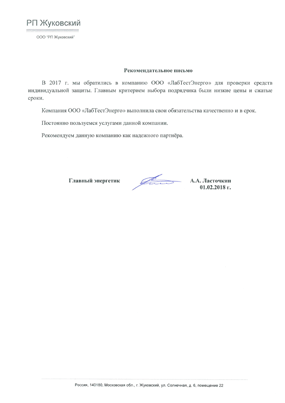 РП Жуковский
ООО "РП Жуковский"
Рекомендательное письмо
В 2017 г. мы обратились в компанию ООО «ЛабТестЭнерго» для проверки средств
индивидуальной защиты. Главным критерием выбора подрядчика были низкие цены и сжатые
сроки.
Компания ООО «ЛабТестЭнерго» выполнила свои обязательства качественно и в срок.
Постоянно пользуемся услугами данной компании.
Рекомендуем данную компанию как надежного партнёра.
Главный энергетик А.А. Ласточкин
01.02.2018 г.
Россия, 140180, Московская обл., г. Жуковский, ул. Солнечная, д. 6, помещение 22